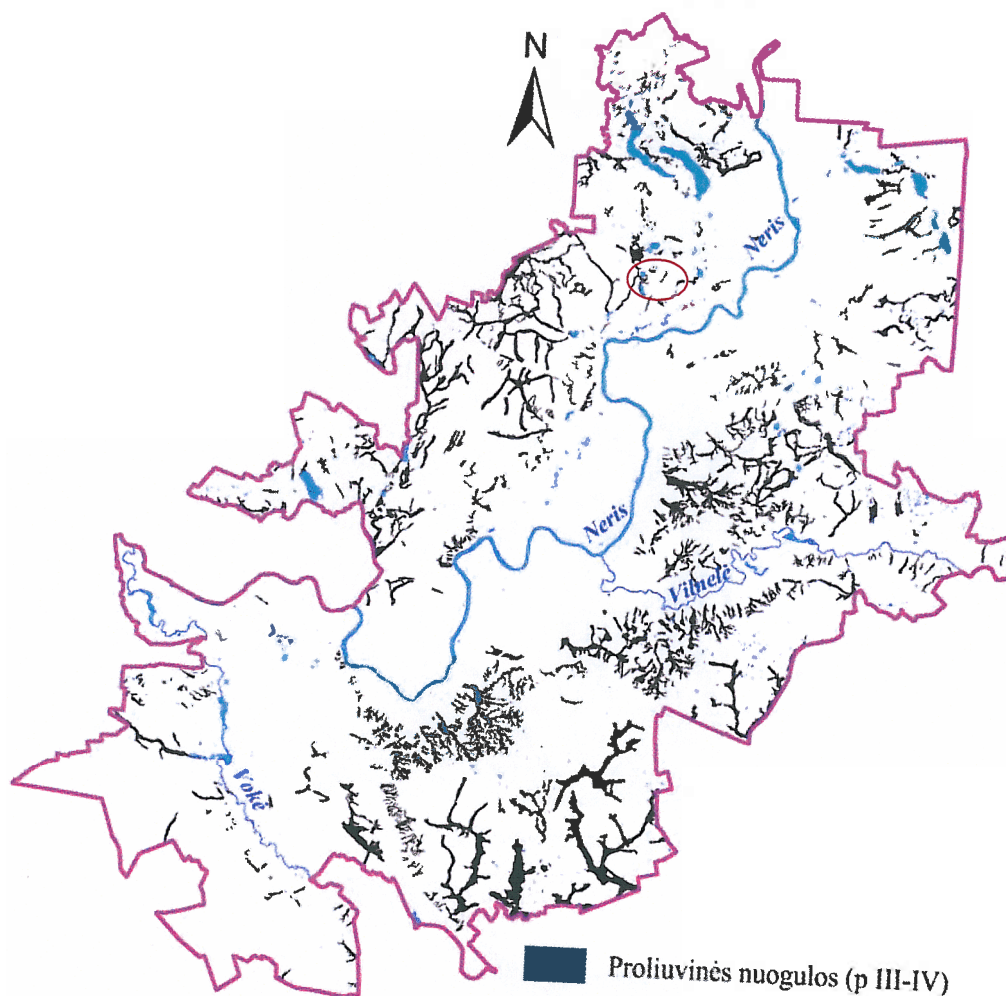 N
Neris
Neris
Vilnelė
Vokė
Proliuvinės nuogulos (p III-IV)